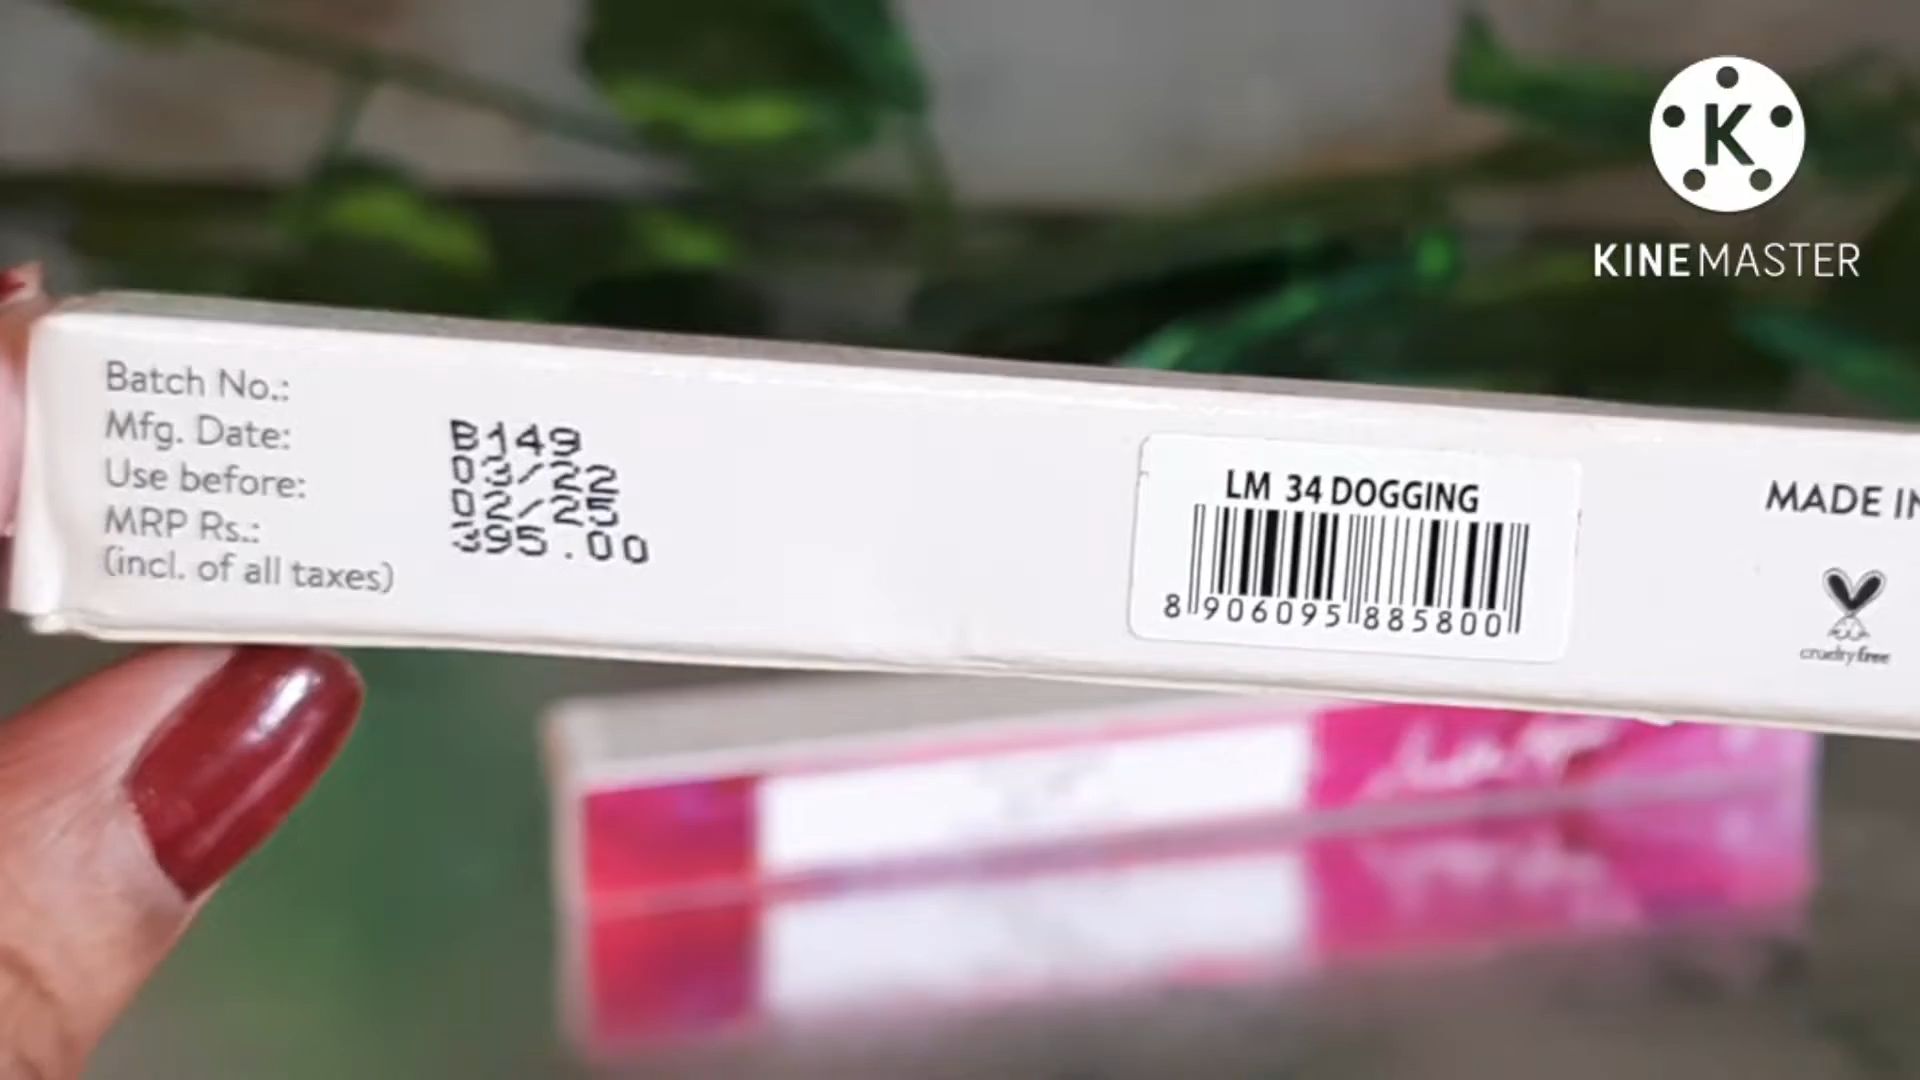 KINEMASTER
Batch No.:
Mfg. Date:
Use before:
MRP Rs.:
(incl. of all taxes)
B149
03/22
02/25
395.00
LM 34 DOGGING
8 906095 885800
MADE IN
cruelty free